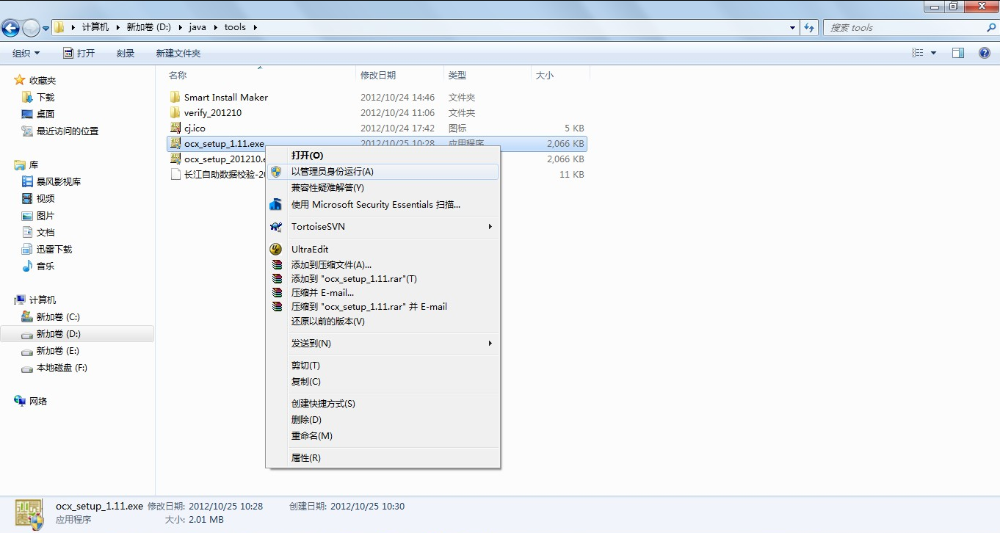 计算机 新加卷 (D:) java tools 搜索 tools
组织 打开 刻录 新建文件夹
收藏夹
下载
桌面
最近访问的位置
库
暴风影视库
视频
图片
文档
迅雷下载
音乐
计算机
新加卷 (C:)
新加卷 (D:)
新加卷 (E:)
本地磁盘 (F:)
网络
名称 修改日期 类型 大小
Smart Install Maker 2012/10/24 14:46 文件夹
verify_201210 2012/10/24 11:06 文件夹
cj.ico 2012/10/24 17:42 图标 5 KB
ocx_setup_1.11.exe 2012/10/25 10:28 应用程序 2,066 KB
ocx_setup_201210.e 2,066 KB
长江自助数据校验-20 11 KB
打开(O)
以管理员身份运行(A)
兼容性疑难解答(Y)
使用 Microsoft Security Essentials 扫描...
TortoiseSVN
UltraEdit
添加到压缩文件(A)...
添加到 "ocx_setup_1.11.rar"(T)
压缩并 E-mail...
压缩到 "ocx_setup_1.11.rar" 并 E-mail
还原以前的版本(V)
发送到(N)
剪切(T)
复制(C)
创建快捷方式(S)
删除(D)
重命名(M)
属性(R)
ocx_setup_1.11.exe 修改日期: 2012/10/25 10:28 创建日期: 2012/10/25 10:30
应用程序 大小: 2.01 MB